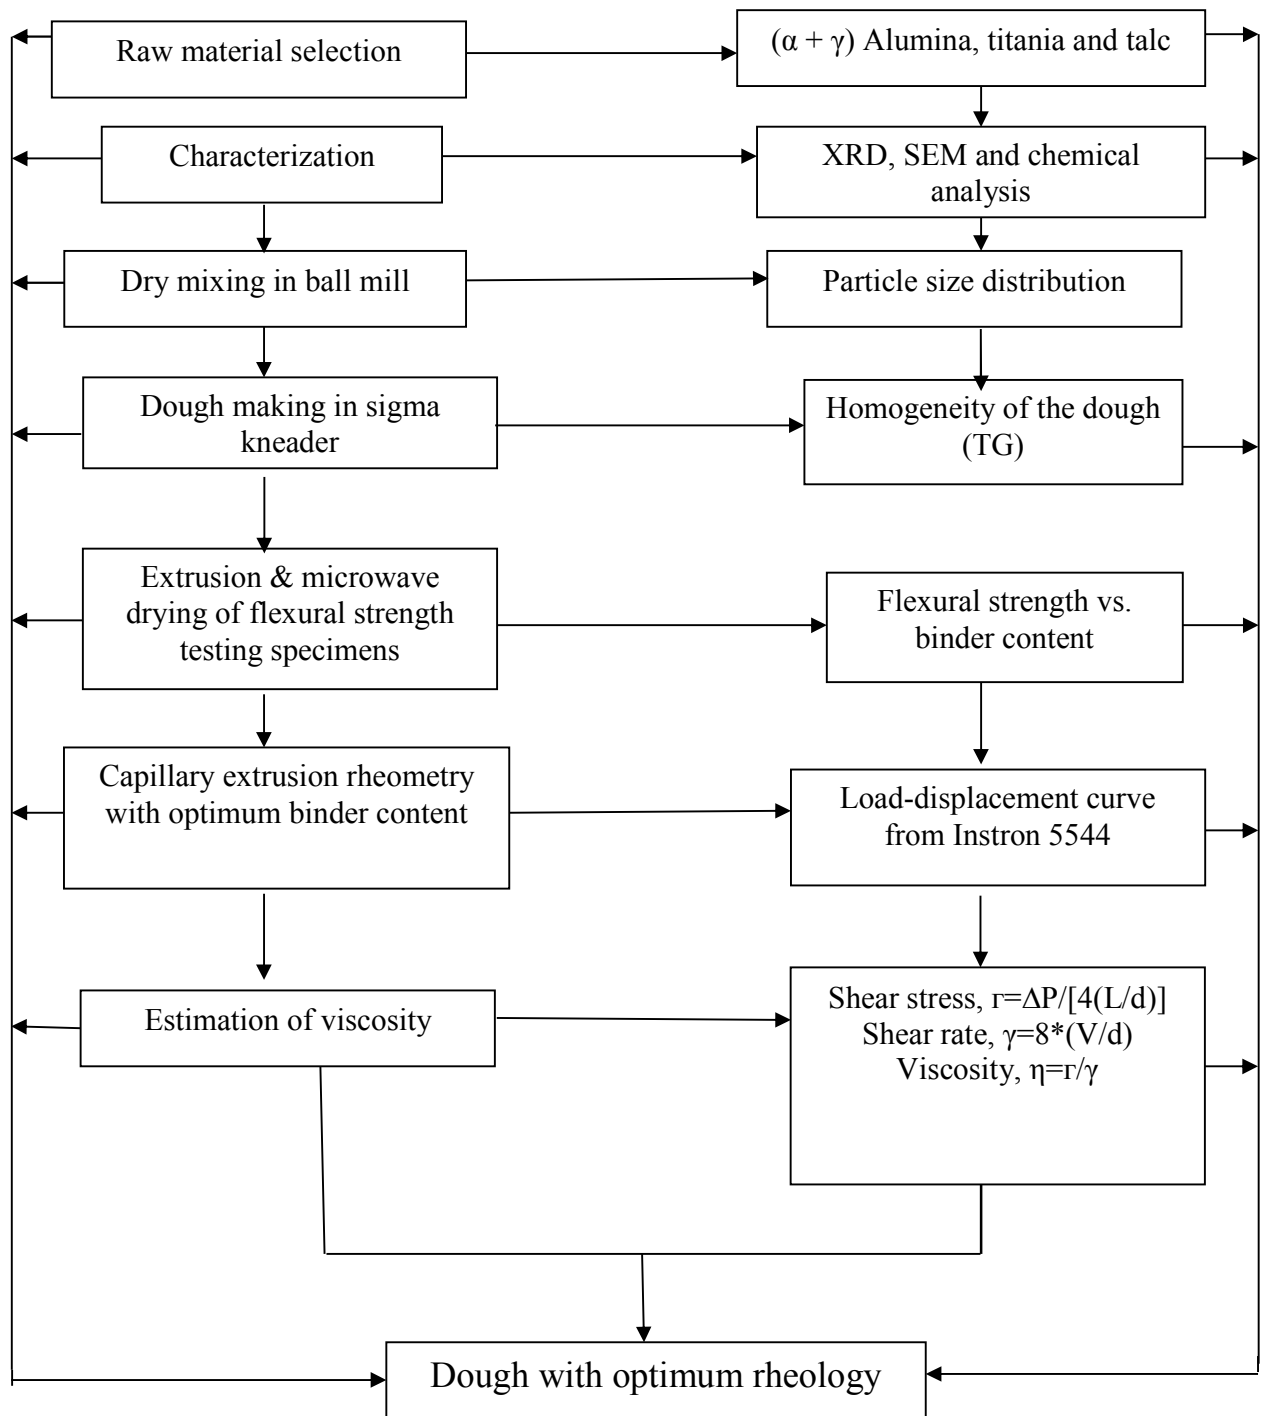 Raw material selection
(α + γ) Alumina, titania and talc
Characterization
XRD, SEM and chemical
analysis
Dry mixing in ball mill
Particle size distribution
Dough making in sigma
kneader
Homogeneity of the dough
(TG)
Extrusion & microwave
drying of flexural strength
testing specimens
Flexural strength vs.
binder content
Capillary extrusion rheometry
with optimum binder content
Load-displacement curve
from Instron 5544
Estimation of viscosity
Shear stress, г=∆P/[4(L/d)]
Shear rate, γ=8*(V/d)
Viscosity, η=г/γ
Dough with optimum rheology